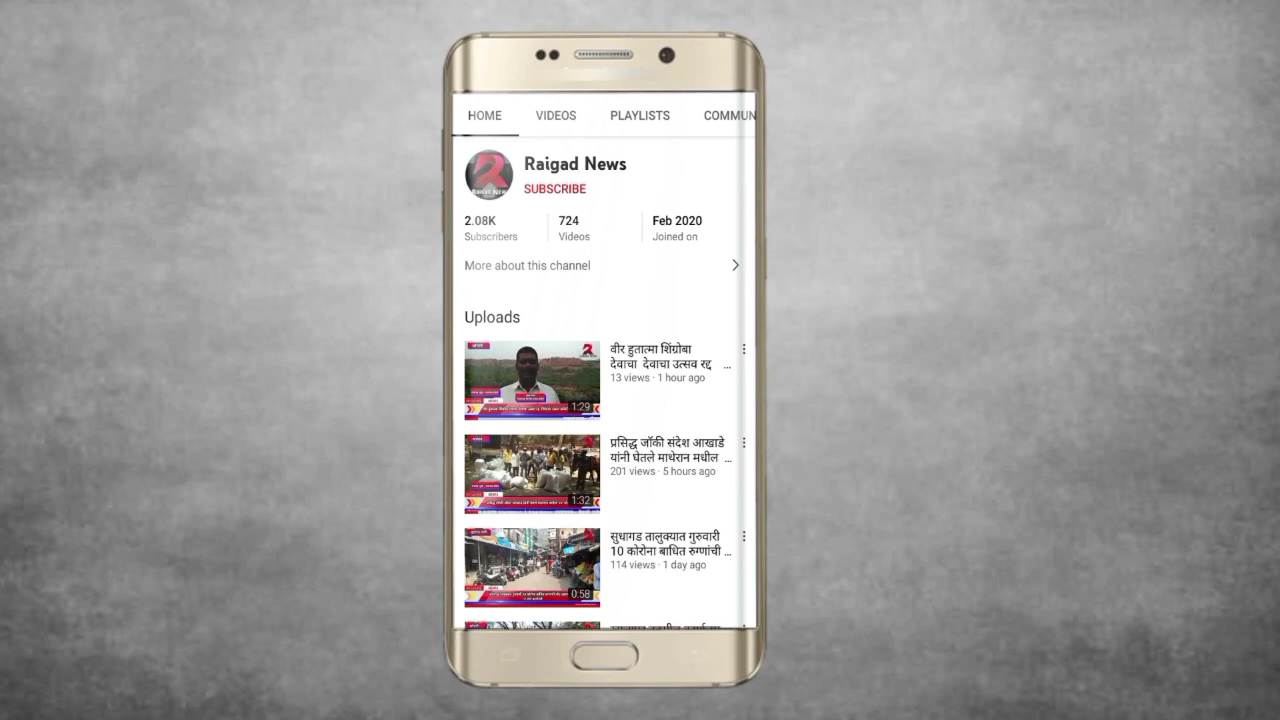 HOME VIDEOS PLAYLISTS COMMUN
Raigad News
SUBSCRIBE
2.08K 724 Feb 2020
Subscribers Videos Joined on
More about this channel
Uploads
वीर हुतात्मा शिंग्रोबा
देवाचा देवाचा उत्सव रद्द ...
13 views · 1 hour ago
1:29
प्रसिद्ध जॉकी संदेश आखाडे
यांनी घेतले माथेरान मधील ...
201 views · 5 hours ago
1:32
सुधागड तालुक्यात गुरुवारी
10 कोरोना बाधित रुग्णांची ...
114 views · 1 day ago
0:58